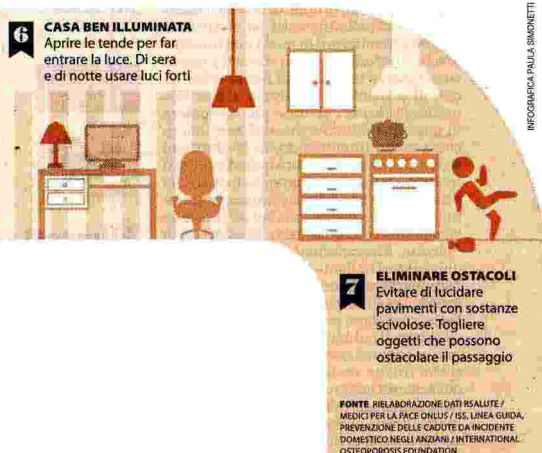 6
CASA BEN ILLUMINATA
Aprire le tende per far
entrare la luce. Di sera
e di notte usare luci forti
INFOGRAFICA PAULA SIMONETTI
7
ELIMINARE OSTACOLI
Evitare di lucidare
pavimenti con sostanze
scivolose. Togliere
oggetti che possono
ostacolare il passaggio
FONTE RIELABORAZIONE DATI RSALUTE /
MEDICI PER LA PACE ONLUS / ISS, LINEA GUIDA,
PREVENZIONE DELLE CADUTE DA INCIDENTE
DOMESTICO NEGLI ANZIANI / INTERNATIONAL
OSTEOPOROSIS FOUNDATION